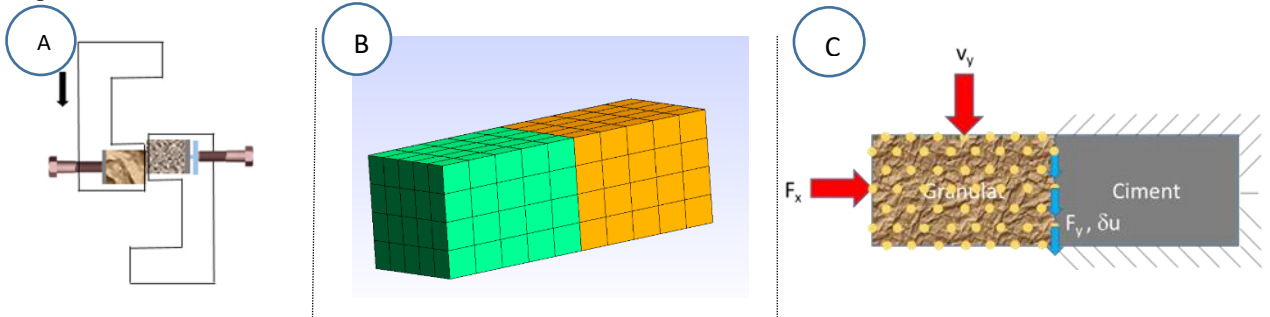 A
B
C
vy
Fx
Granulat
Ciment
Fy, δu